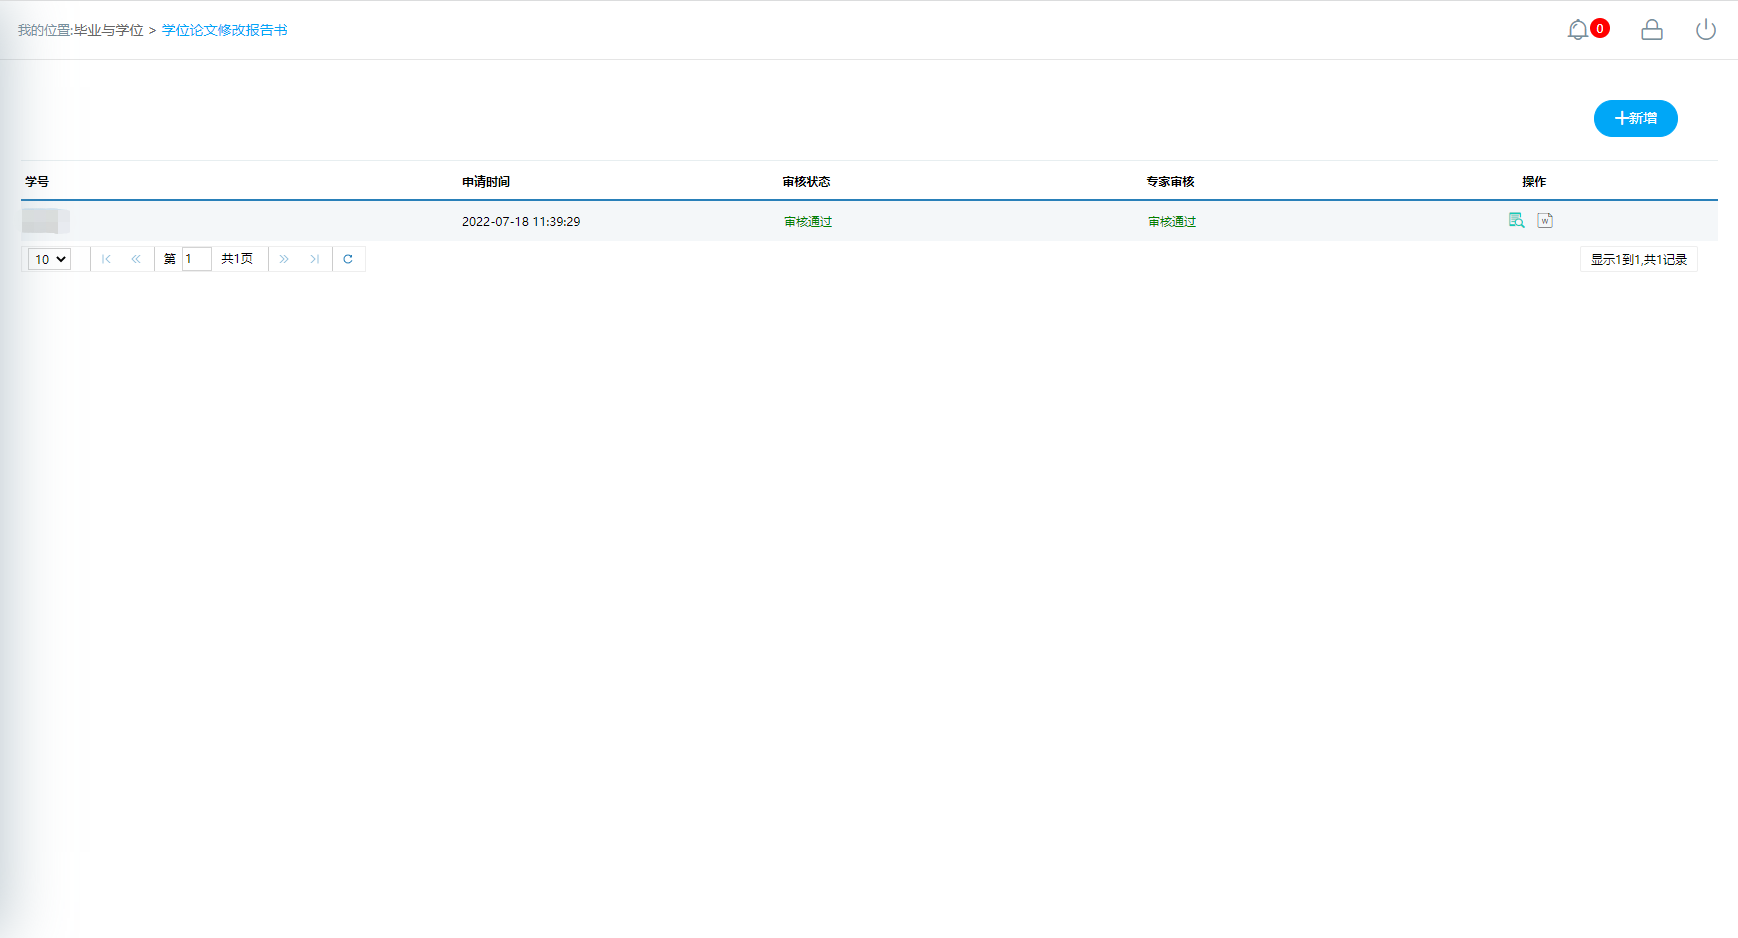 我的位置:毕业与学位 > 学位论文修改报告书
0
新增
学号 申请时间 审核状态 专家审核 操作
2022-07-18 11:39:29 审核通过 审核通过 W
10 第 1 共1页 显示1到1,共1记录